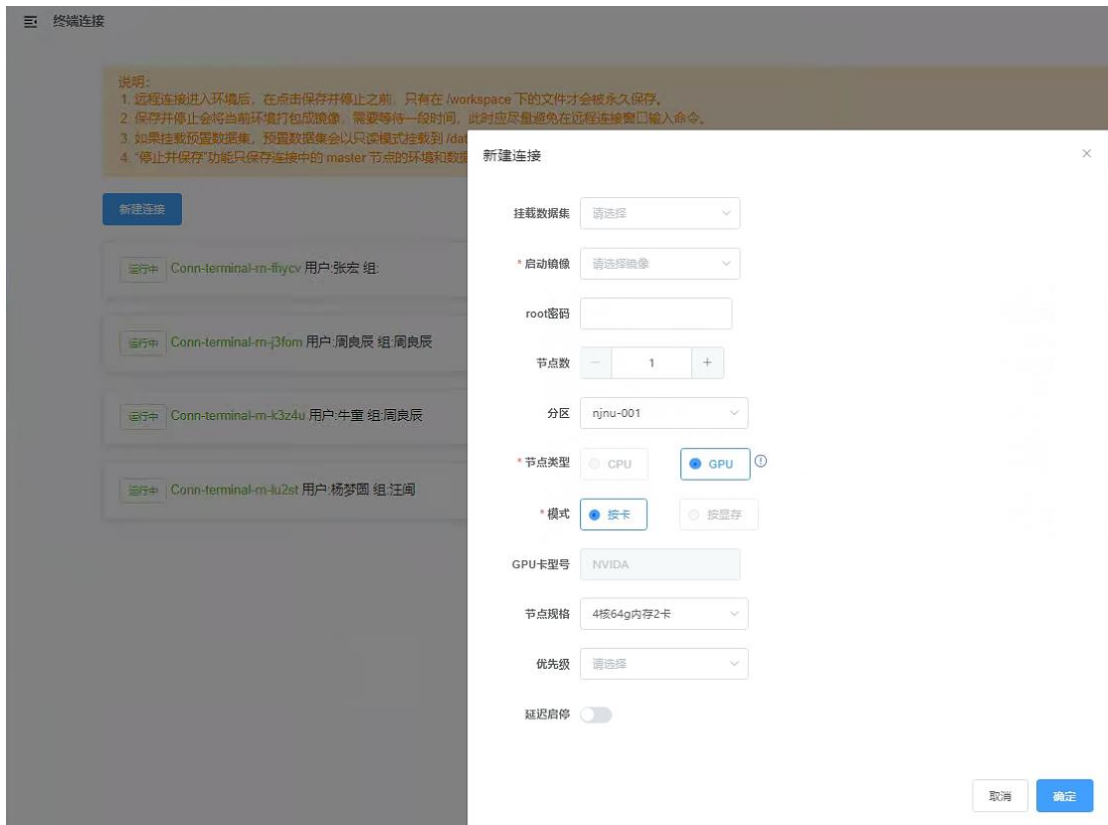 终端连接
说明:
1. 远程连接进入环境后，在点击保存并停止之前，只有在 /workspace 下的文件才会被永久保存。
2. 保存并停止会将当前环境打包成镜像，需要等待一段时间，此时应尽量避免在远程连接窗口输入命令。
3. 如果挂载预置数据集，预置数据集会以只读模式挂载到 /dat
4. “停止并保存”功能只保存连接中的 master 节点的环境和数据
新建连接
运行中 Conn-terminal-rn-fhycv 用户:张宏 组:
运行中 Conn-terminal-rn-j3fom 用户:周良辰 组:周良辰
运行中 Conn-terminal-rn-k3z4u 用户:牛童 组:周良辰
运行中 Conn-terminal-rn-lu2st 用户:杨梦圆 组:汪闽
新建连接
挂载数据集 请选择
* 启动镜像 请选择镜像
root密码
节点数 − 1 +
分区 njnu-001
* 节点类型 CPU GPU
* 模式 按卡 按显存
GPU卡型号 NVIDIA
节点规格 4核64g内存2卡
优先级 请选择
延迟启停
取消 确定